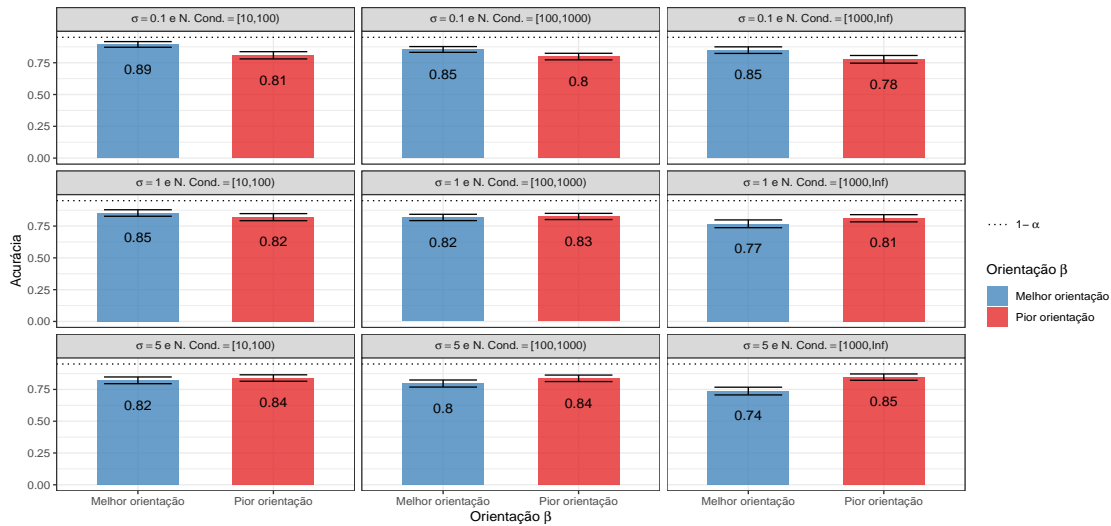 σ = 0.1 e N. Cond. = [10,100)
σ = 0.1 e N. Cond. = [100,1000)
σ = 0.1 e N. Cond. = [1000,Inf)
0.75
0.50
0.25
0.00
0.89
0.81
0.85
0.8
0.85
0.78
σ = 1 e N. Cond. = [10,100)
σ = 1 e N. Cond. = [100,1000)
σ = 1 e N. Cond. = [1000,Inf)
0.75
0.50
0.25
0.00
0.85
0.82
0.82
0.83
0.77
0.81
σ = 5 e N. Cond. = [10,100)
σ = 5 e N. Cond. = [100,1000)
σ = 5 e N. Cond. = [1000,Inf)
0.75
0.50
0.25
0.00
0.82
0.84
0.8
0.84
0.74
0.85
Melhor orientação
Pior orientação
Melhor orientação
Pior orientação
Melhor orientação
Pior orientação
Orientação β
Acurácia
1− α
Orientação β
Melhor orientação
Pior orientação